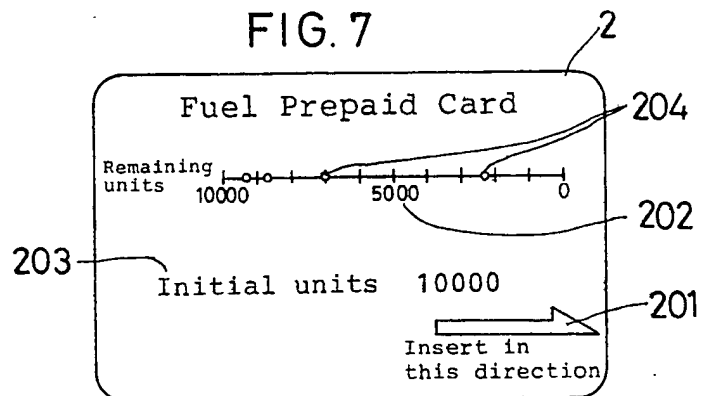 FIG. 7
2
Fuel Prepaid Card
204
Remaining
units
10000 5000 0
202
203
Initial units 10000
201
Insert in
this direction